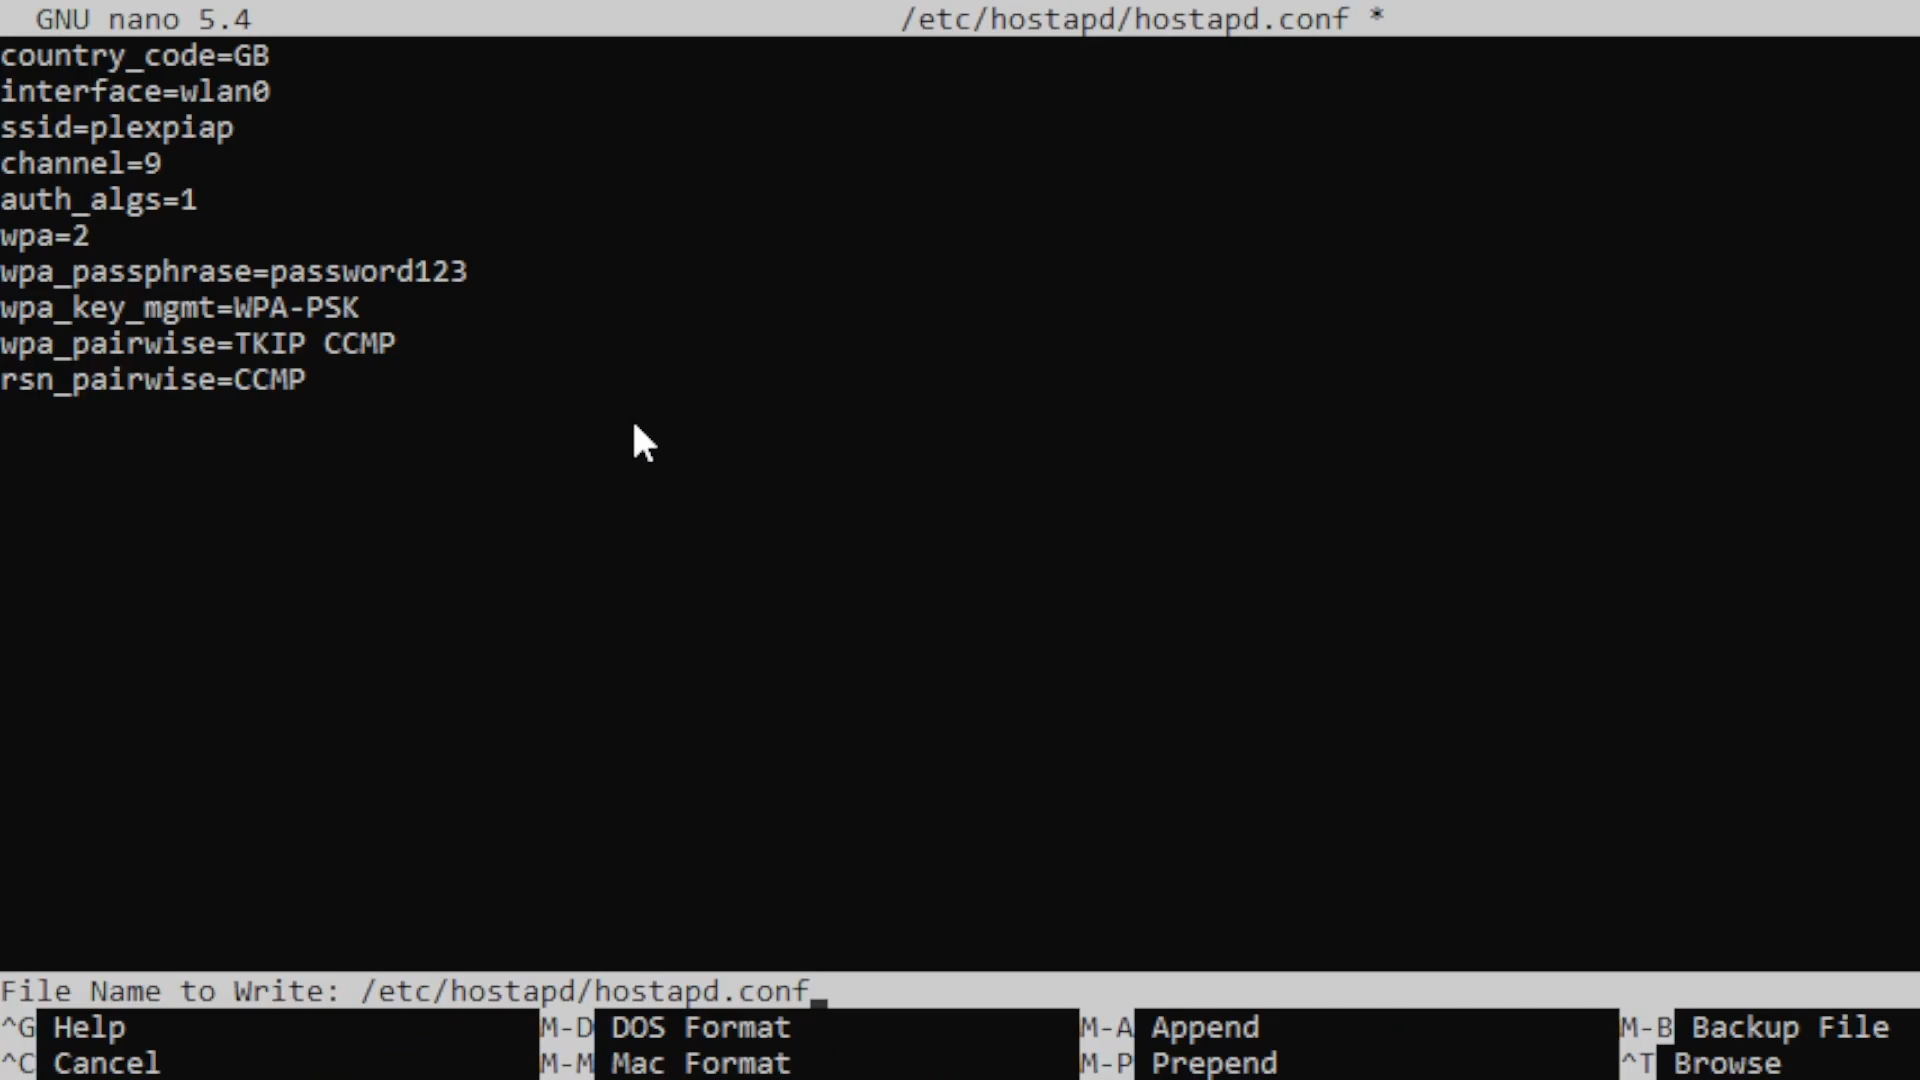 GNU nano 5.4 /etc/hostapd/hostapd.conf *
country_code=GB
interface=wlan0
ssid=plexpiap
channel=9
auth_algs=1
wpa=2
wpa_passphrase=password123
wpa_key_mgmt=WPA-PSK
wpa_pairwise=TKIP CCMP
rsn_pairwise=CCMP
File Name to Write: /etc/hostapd/hostapd.conf
^G Help M-D DOS Format M-A Append M-B Backup File
^C Cancel M-M Mac Format M-P Prepend ^T Browse